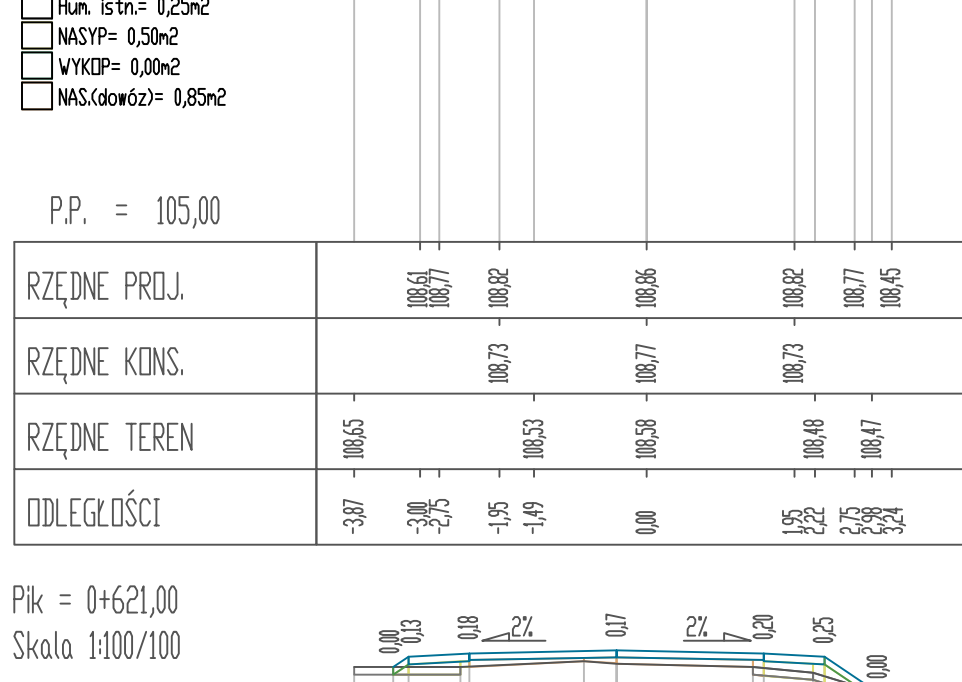 Hum. istn.= 0,25m2
NASYP= 0,50m2
WYKOP= 0,00m2
NAS.(dowóz)= 0,85m2
P.P. = 105,00
RZĘDNE PROJ. 108,61 108,77 108,82 108,86 108,82 108,77 108,45
RZĘDNE KONS. 108,73 108,77 108,73
RZĘDNE TEREN 108,65 108,53 108,58 108,48 108,47
ODLEGŁOŚCI -3,87 -3,00 -2,75 -1,95 -1,49 0,00 1,95 2,22 2,75 2,98 3,24
Pik = 0+621,00
Skala 1:100/100
0,00 0,13 0,18 2% 0,17 2% 0,20 0,25 0,00